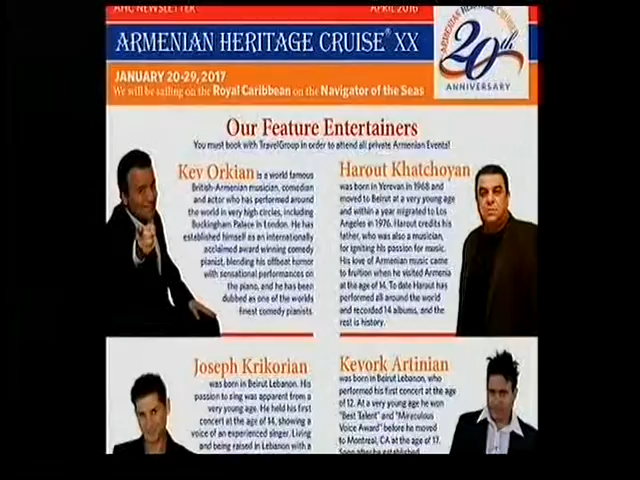 AHC NEWSLETTER
APRIL 2016
ARMENIAN HERITAGE CRUISE® XX
ARMENIAN HERITAGE CRUISE
20th
ANNIVERSARY
JANUARY 20-29, 2017
We will be sailing on the Royal Caribbean on the Navigator of the Seas
Our Feature Entertainers
You must book with TravelGroup in order to attend all private Armenian Events!
Kev Orkian is a world famous
British-Armenian musician, comedian
and actor who has performed around
the world in very high circles, including
Buckingham Palace in London. He has
established himself as an internationally
acclaimed award winning comedy
pianist, blending his offbeat humor
with sensational performances on
the piano, and he has been
dubbed as one of the worlds
finest comedy pianists.
Harout Khatchoyan
was born in Yerevan in 1968 and
moved to Beirut at a very young age
and within a year migrated to Los
Angeles in 1976. Harout credits his
father, who was also a musician,
for igniting his passion for music.
His love of Armenian music came
to fruition when he visited Armenia
at the age of 14. To date Harout has
performed all around the world
and recorded 14 albums, and the
rest is history.
Joseph Krikorian
was born in Beirut Lebanon. His
passion to sing was apparent from a
very young age. He held his first
concert at the age of 14, showing a
voice of an experienced singer. Living
and being raised in Lebanon with a
Kevork Artinian
was born in Beirut Lebanon, who
performed his first concert at the age
of 12. At a very young age he won
"Best Talent" and "Miraculous
Voice Award" before he moved
to Montreal, CA at the age of 17.
Soon after he established